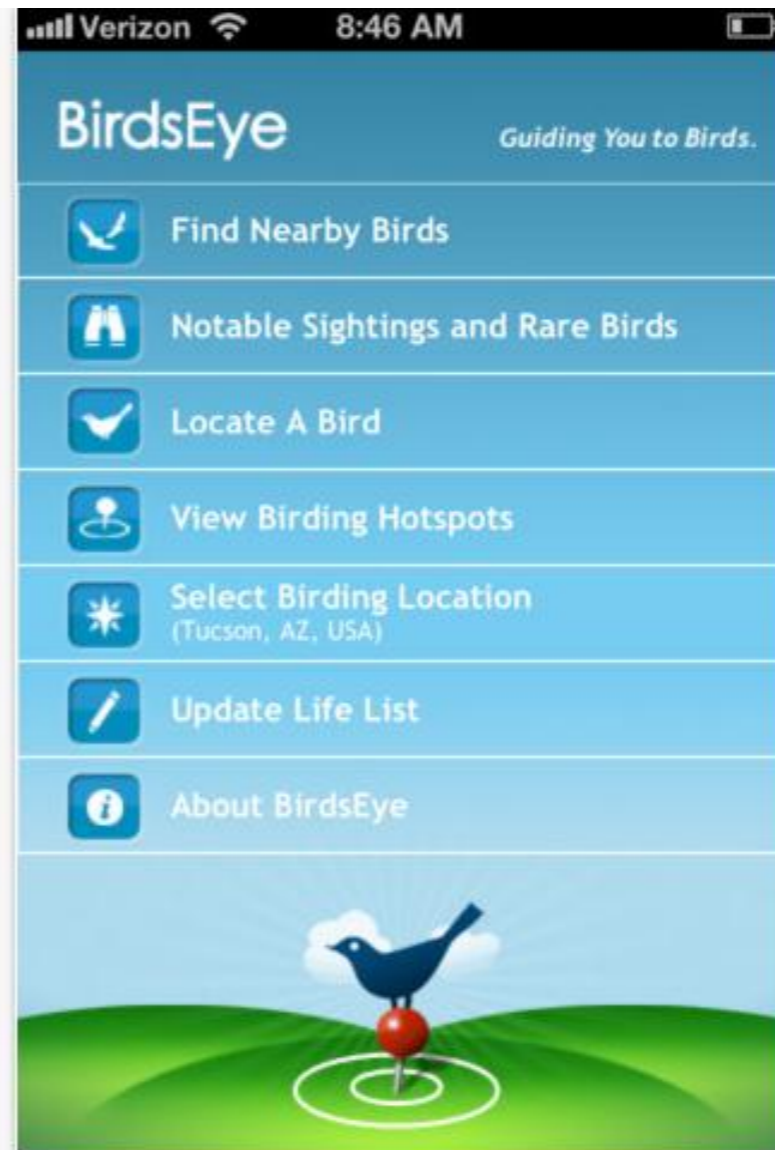 Verizon 8:46 AM
BirdsEye
Guiding You to Birds.
Find Nearby Birds
Notable Sightings and Rare Birds
Locate A Bird
View Birding Hotspots
Select Birding Location
(Tucson, AZ, USA)
Update Life List
About BirdsEye